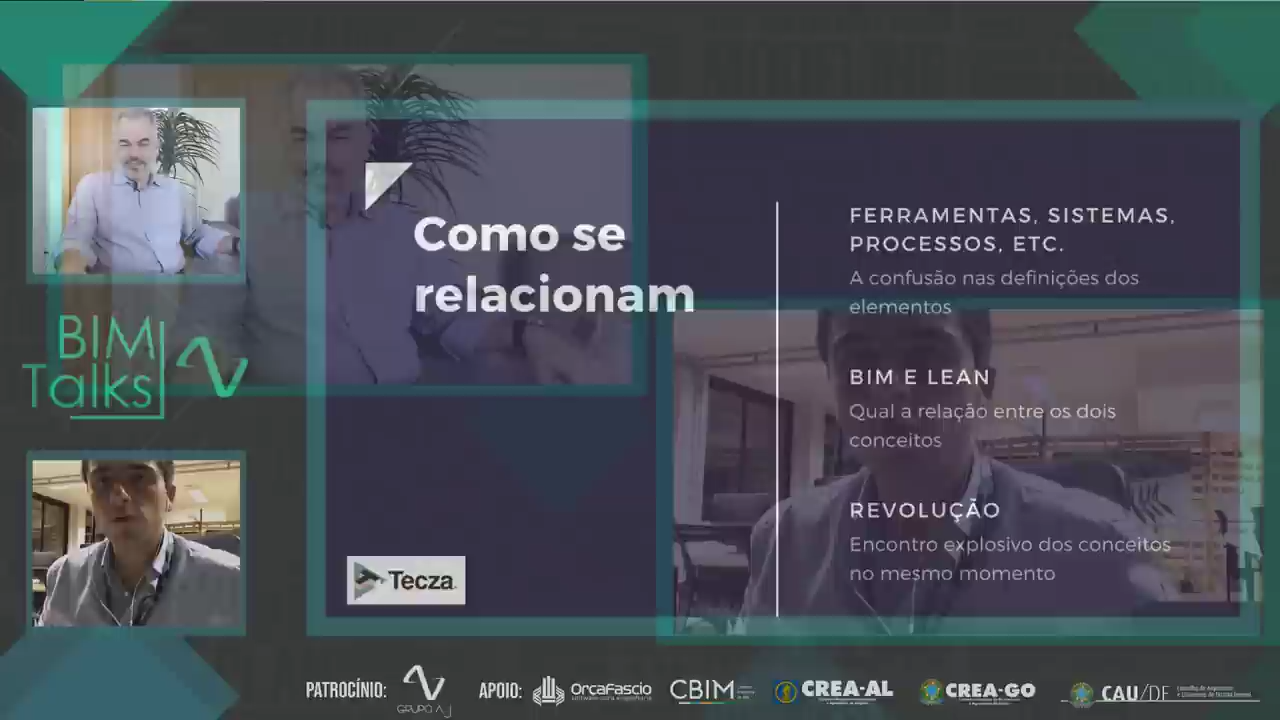 BIM
Talks
Como se
relacionam
FERRAMENTAS, SISTEMAS,
PROCESSOS, ETC.
A confusão nas definições dos
elementos
BIM E LEAN
Qual a relação entre os dois
conceitos
REVOLUÇÃO
Encontro explosivo dos conceitos
no mesmo momento
Tecza
PATROCÍNIO:
GRUPO AJ
APOIO:
OrçaFascio
CBIM
CREA-AL
CREA-GO
CAU/DF